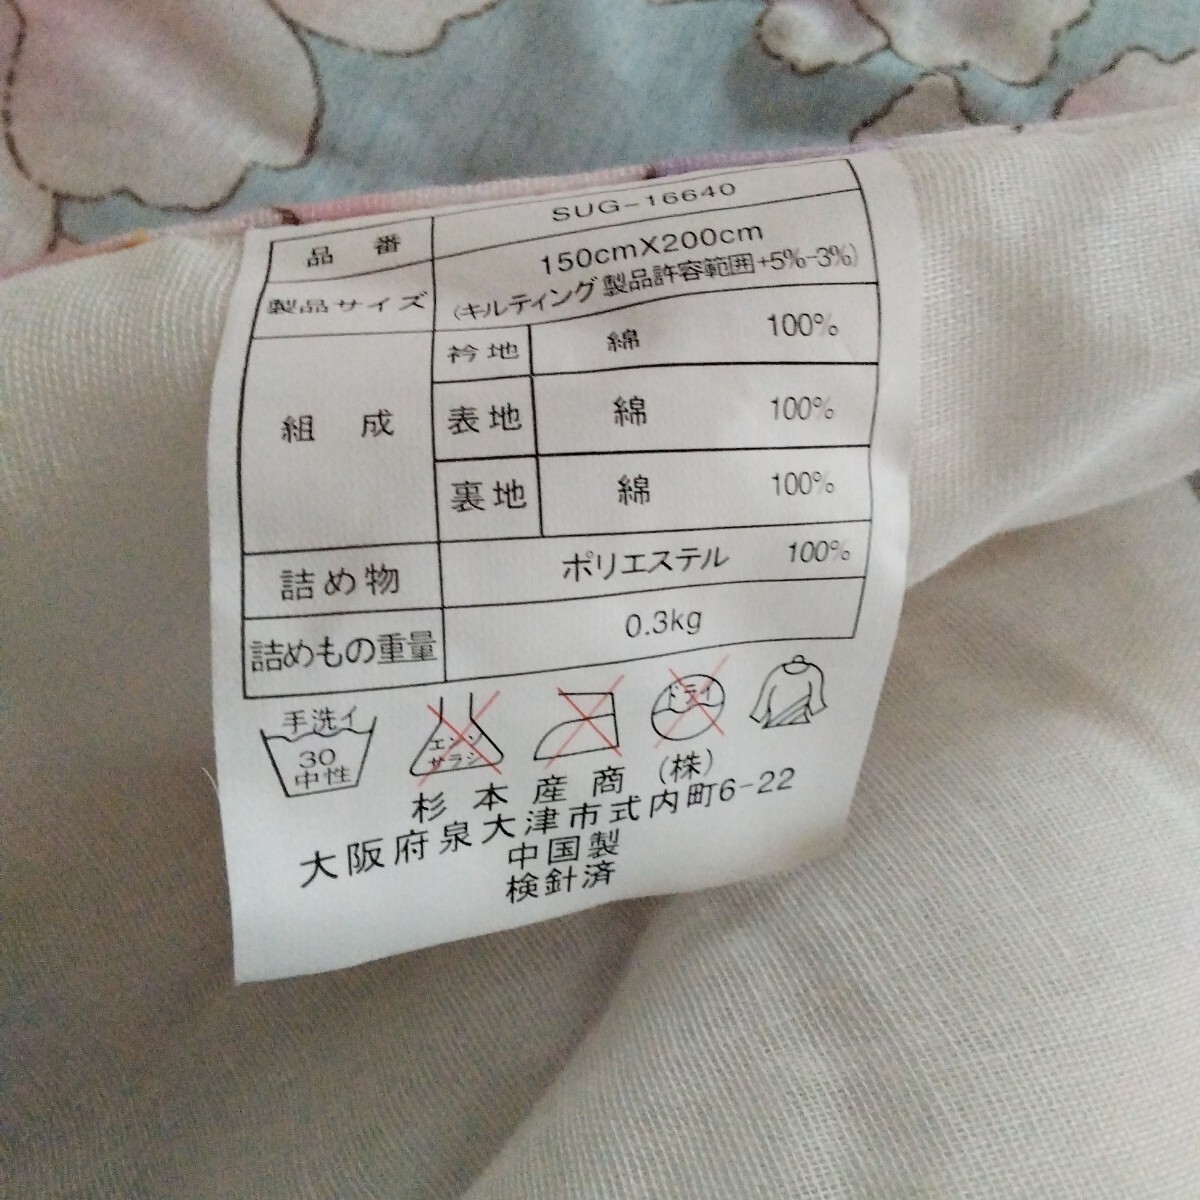 品番 SUG-16640
製品サイズ 150cmX200cm
(キルティング製品許容範囲+5%-3%)
組成 衿地 綿 100%
表地 綿 100%
裏地 綿 100%
詰め物 ポリエステル 100%
詰めもの重量 0.3kg
手洗イ
30
中性
エンソ
サラシ
ドライ
杉本産商(株)
大阪府泉大津市式内町6-22
中国製
検針済